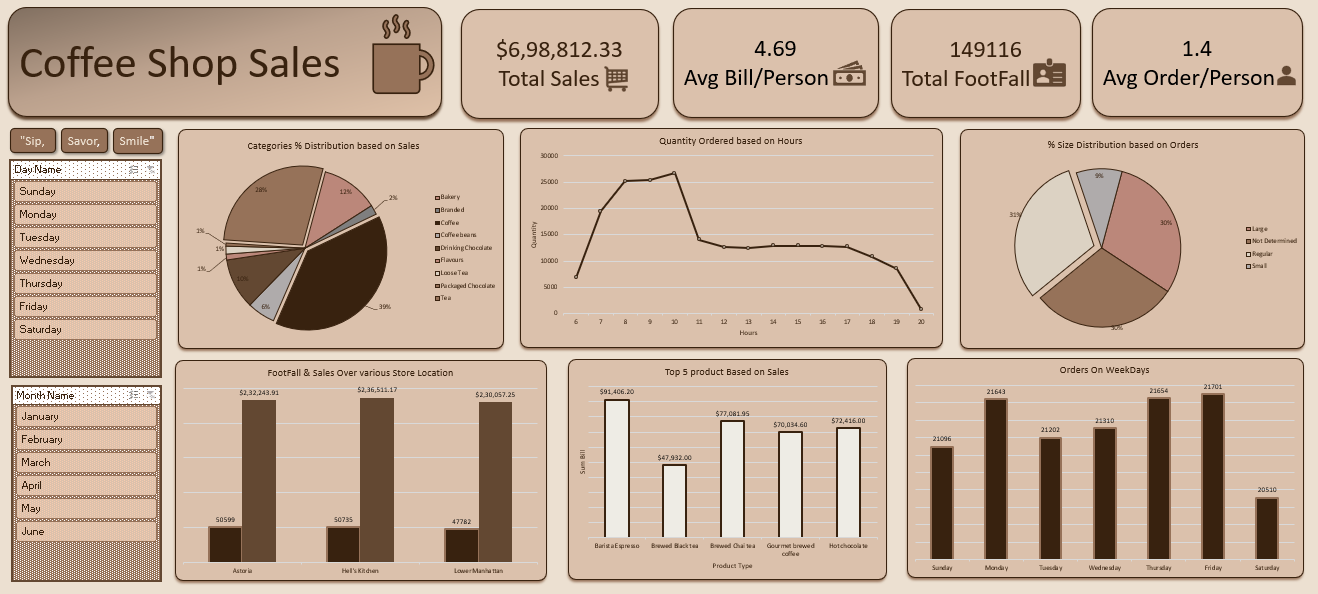 Coffee Shop Sales
$6,98,812.33
Total Sales
4.69
Avg Bill/Person
149116
Total FootFall
1.4
Avg Order/Person
"Sip,
Savor,
Smile"
Day Name
Sunday
Monday
Tuesday
Wednesday
Thursday
Friday
Saturday
Month Name
January
February
March
April
May
June
Categories % Distribution based on Sales
28%
12%
2%
39%
6%
10%
1%
1%
1%
Bakery
Branded
Coffee
Coffee beans
Drinking Chocolate
Flavours
Loose Tea
Packaged Chocolate
Tea
Quantity Ordered based on Hours
Quantity
30000
25000
20000
15000
10000
5000
0
6 7 8 9 10 11 12 13 14 15 16 17 18 19 20
Hours
% Size Distribution based on Orders
9%
30%
30%
31%
Large
Not Determined
Regular
Small
FootFall & Sales Over various Store Location
$2,32,243.91
$2,36,511.17
$2,30,057.25
50599
50735
47782
Astoria
Hell's Kitchen
Lower Manhattan
Top 5 product Based on Sales
Sum Bill
$91,406.20
$47,932.00
$77,081.95
$70,034.60
$72,416.00
Barista Espresso
Brewed Black tea
Brewed Chai tea
Gourmet brewed
coffee
Hot chocolate
Product Type
Orders On WeekDays
21096
21643
21202
21310
21654
21701
20510
Sunday
Monday
Tuesday
Wednesday
Thursday
Friday
Saturday